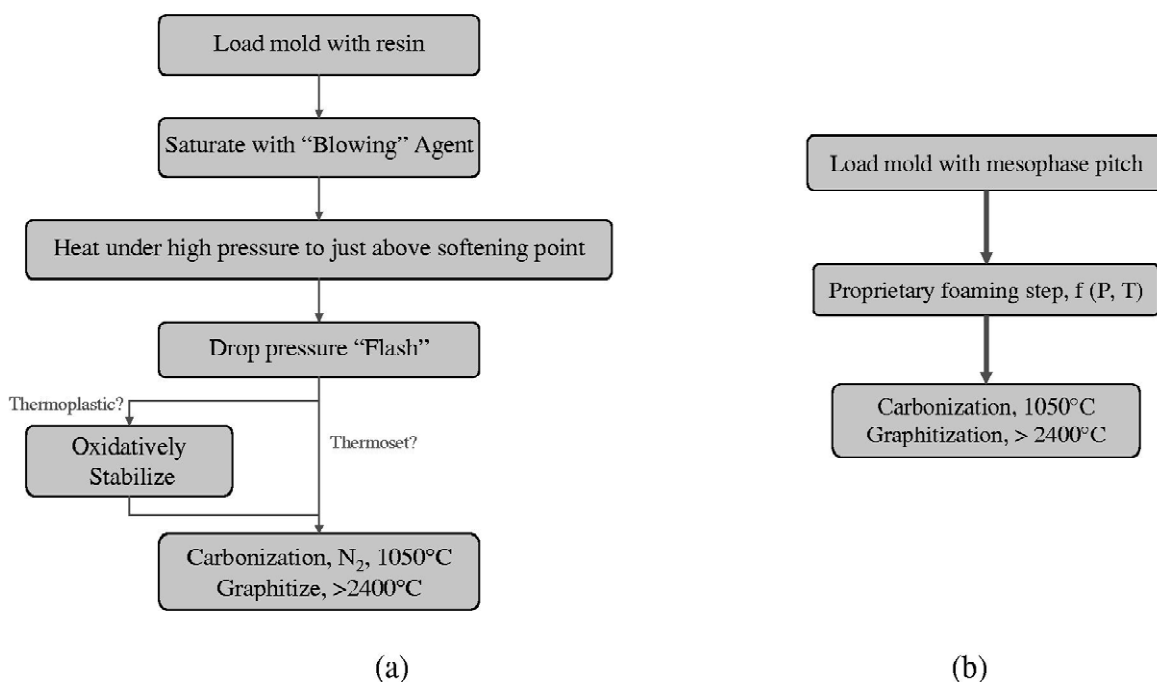 Load mold with resin
Saturate with “Blowing” Agent
Heat under high pressure to just above softening point
Drop pressure “Flash”
Thermoplastic?
Thermoset?
Oxidatively
Stabilize
Carbonization, N₂, 1050°C
Graphitize, >2400°C
(a)
Load mold with mesophase pitch
Proprietary foaming step, f (P, T)
Carbonization, 1050°C
Graphitization, > 2400°C
(b)